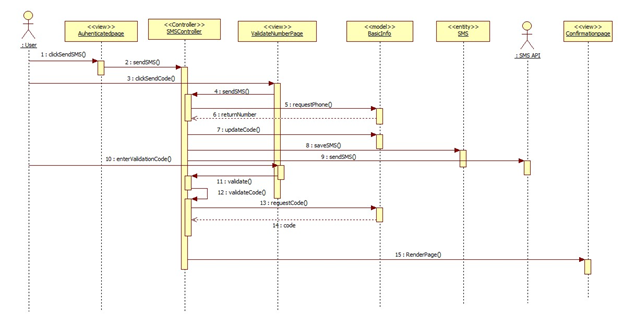 <<view>>
Auhenticatedpage
<<Controller>>
SMSController
<<view>>
ValidateNumberPage
<<model>>
BasicInfo
<<entity>>
SMS
<<view>>
Confirmationpage
: User
: SMS API
1 : clickSendSMS()
2 : sendSMS()
3 : clickSendCode()
4 : sendSMS()
5 : requestPhone()
6 : returnNumber
7 : updateCode()
8 : saveSMS()
9 : sendSMS()
10 : enterValidationCode()
11 : validate()
12 : validateCode()
13 : requestCode()
14 : code
15 : RenderPage()